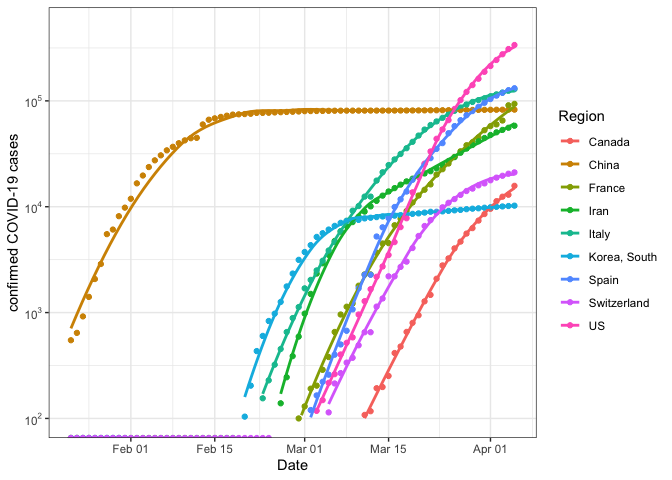 confirmed COVID-19 cases
10^5
10^4
10^3
10^2
Feb 01
Feb 15
Mar 01
Mar 15
Apr 01
Date
Region
Canada
China
France
Iran
Italy
Korea, South
Spain
Switzerland
US